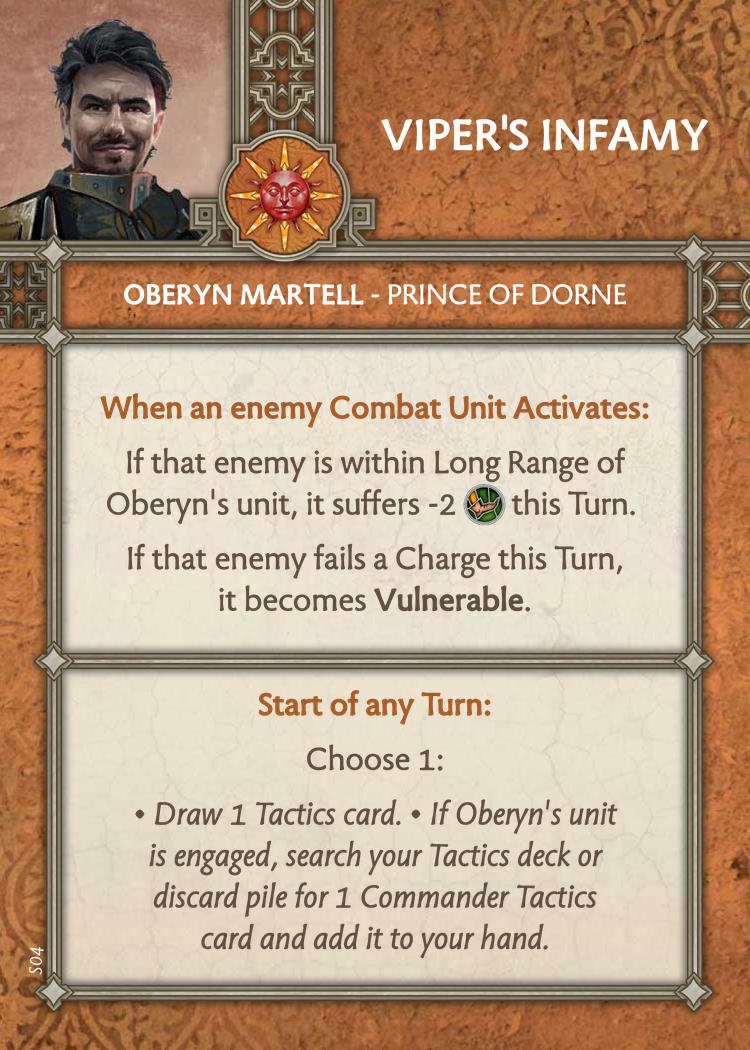 VIPER'S INFAMY
OBERYN MARTELL - PRINCE OF DORNE
When an enemy Combat Unit Activates:
If that enemy is within Long Range of
Oberyn's unit, it suffers -2 this Turn.
If that enemy fails a Charge this Turn,
it becomes Vulnerable.
Start of any Turn:
Choose 1:
• Draw 1 Tactics card. • If Oberyn's unit
is engaged, search your Tactics deck or
discard pile for 1 Commander Tactics
card and add it to your hand.
S04